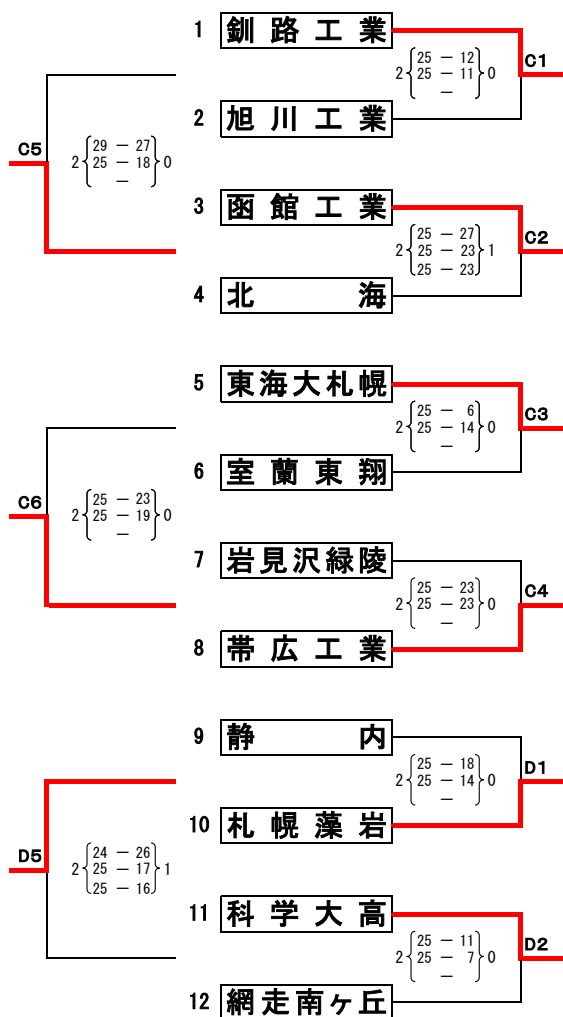 1 釧路工業
25 － 12
2 25 － 11 0
－
C1
2 旭川工業
C5
29 － 27
2 25 － 18 0
－
3 函館工業
25 － 27
2 25 － 23 1
25 － 23
C2
4 北海
5 東海大札幌
25 － 6
2 25 － 14 0
－
C3
6 室蘭東翔
C6
25 － 23
2 25 － 19 0
－
7 岩見沢緑陵
25 － 23
2 25 － 23 0
－
C4
8 帯広工業
9 静内
25 － 18
2 25 － 14 0
－
D1
10 札幌藻岩
D5
24 － 26
2 25 － 17 1
25 － 16
11 科学大高
25 － 11
2 25 － 7 0
－
D2
12 網走南ヶ丘